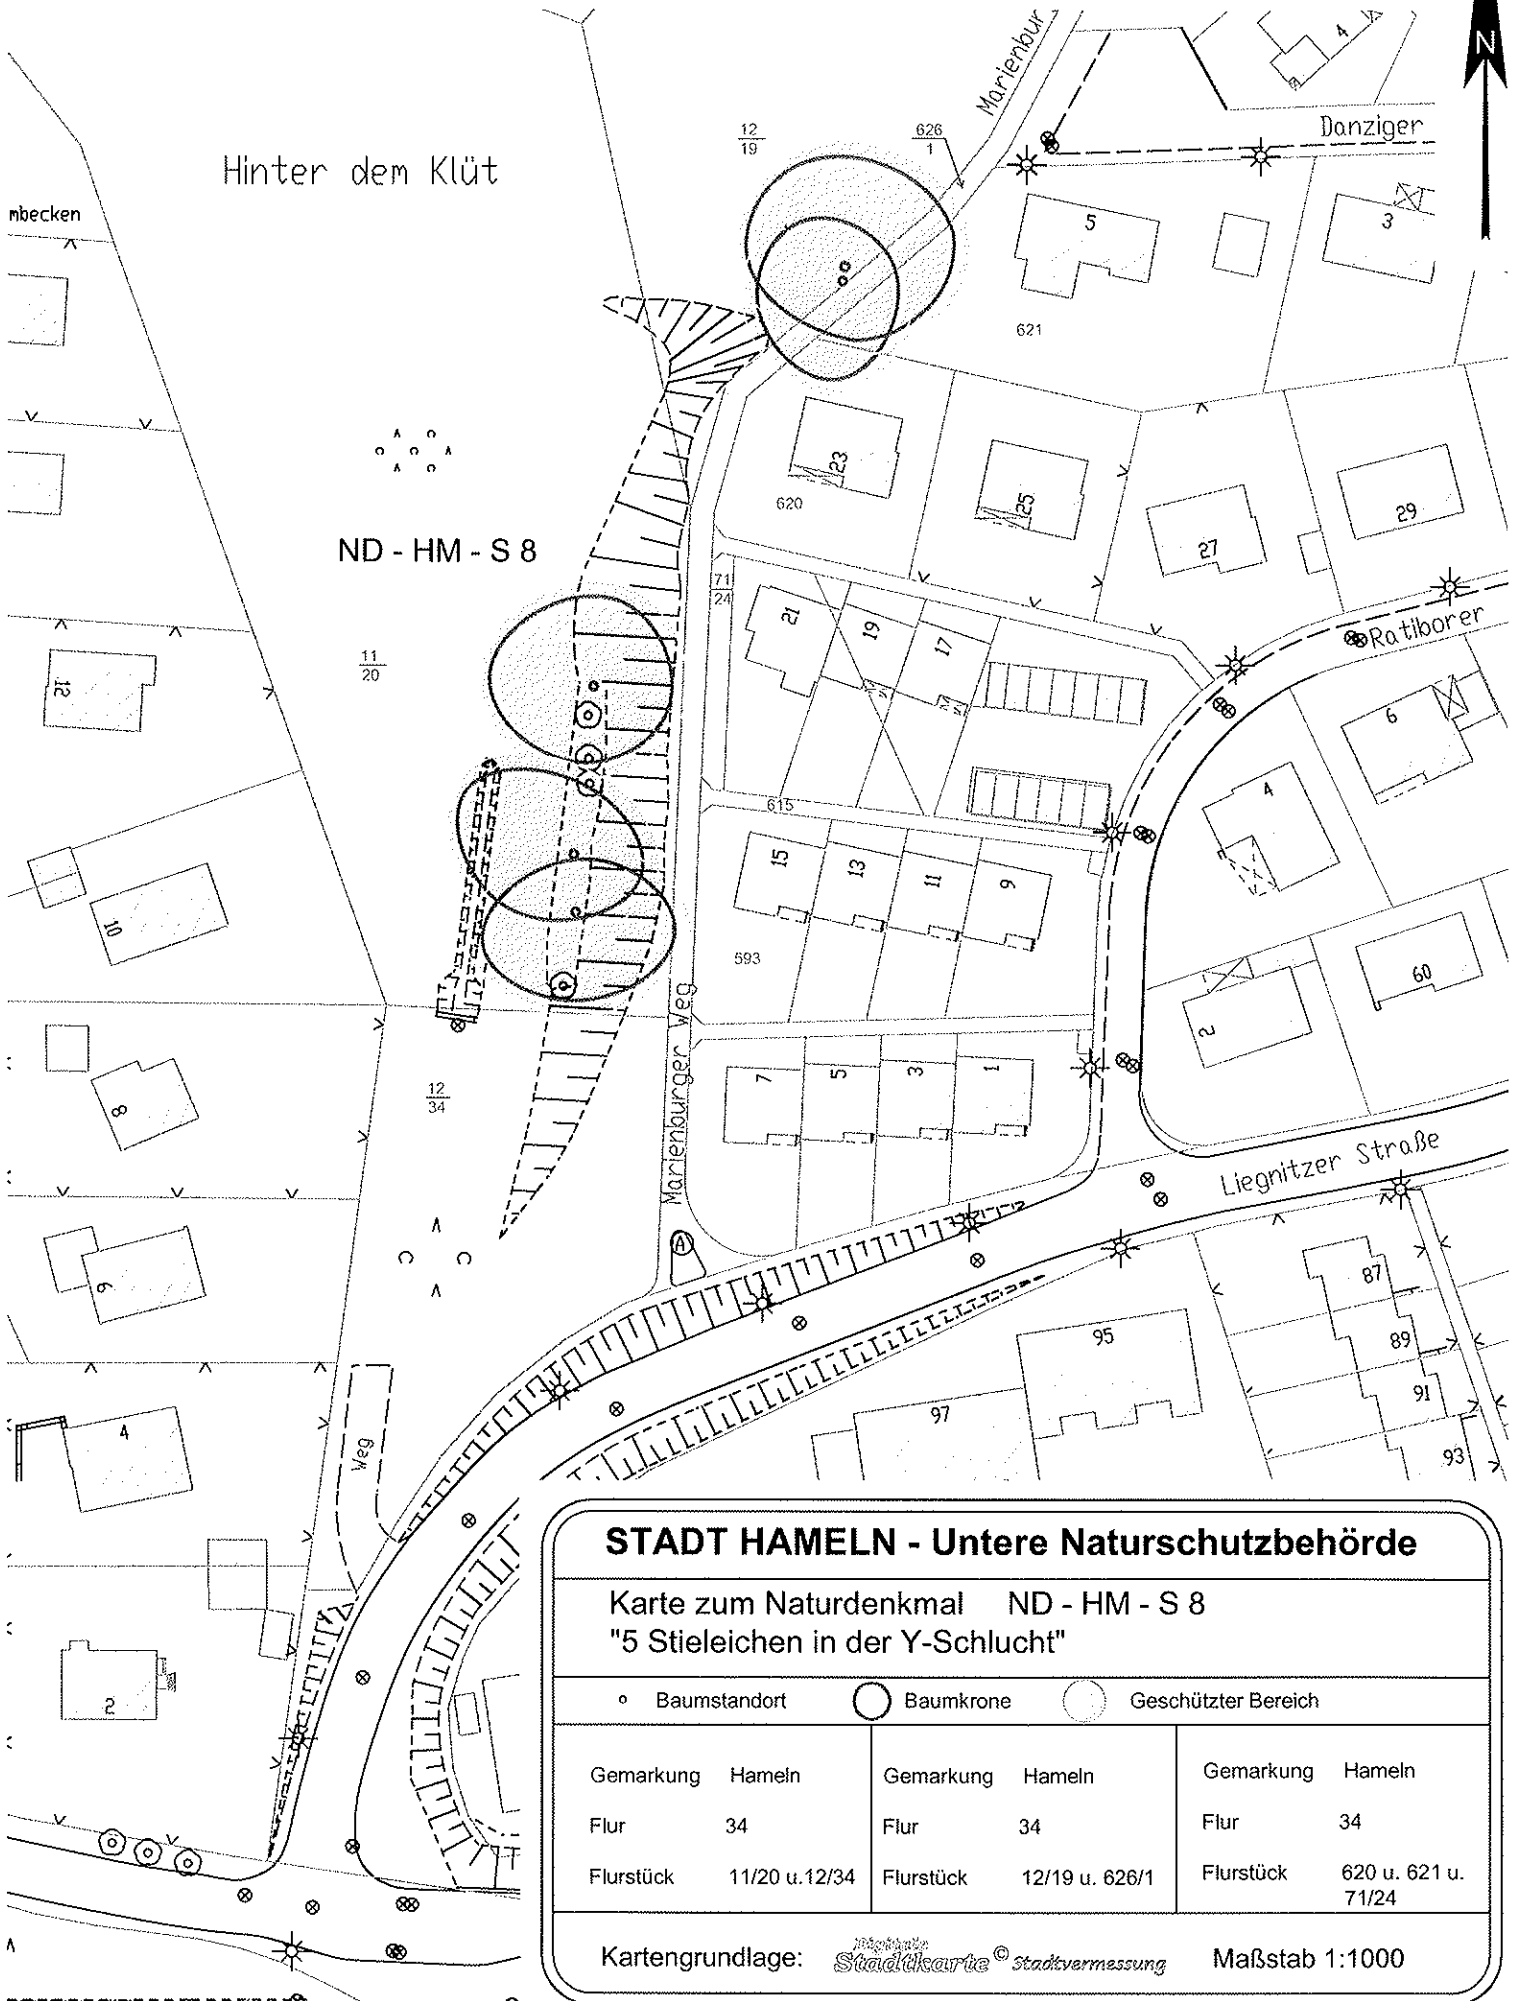 N
Marienbur
Danziger
4
12
19
626
1
Hinter dem Klüt
mbecken
5
3
621
23
620
25
27
29
ND - HM - S 8
71
24
21
19
17
Ratiborer
11
20
12
6
4
615
15
13
11
9
10
593
60
2
Marienburger Weg
8
12
34
7
5
3
1
Liegnitzer Straße
A
6
87
95
89
91
97
93
4
Weg
2
STADT HAMELN - Untere Naturschutzbehörde
Karte zum Naturdenkmal ND - HM - S 8
"5 Stieleichen in der Y-Schlucht"
Baumstandort Baumkrone Geschützter Bereich
Gemarkung Hameln
Flur 34
Flurstück 11/20 u.12/34
Gemarkung Hameln
Flur 34
Flurstück 12/19 u. 626/1
Gemarkung Hameln
Flur 34
Flurstück 620 u. 621 u.
71/24
Kartengrundlage: Digitale
Stadtkarte © Stadtvermessung Maßstab 1:1000